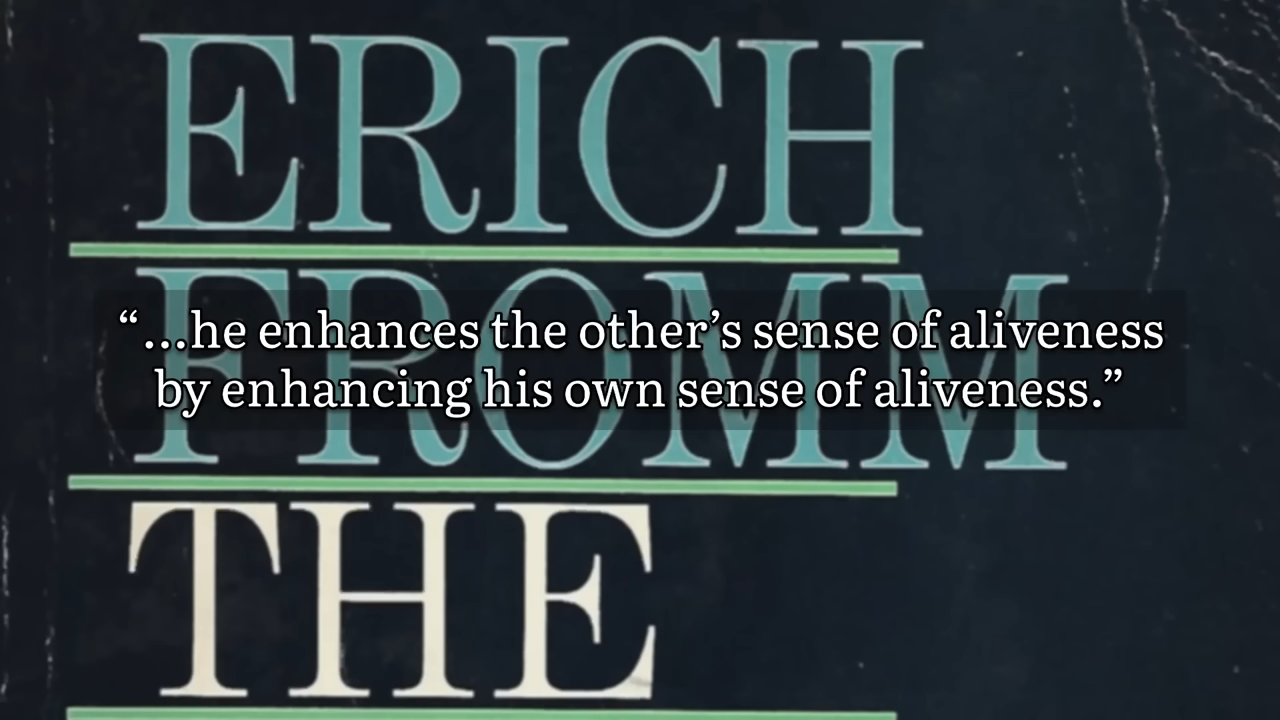 ERICH
FROMM
“…he enhances the other’s sense of aliveness
by enhancing his own sense of aliveness.”
THE